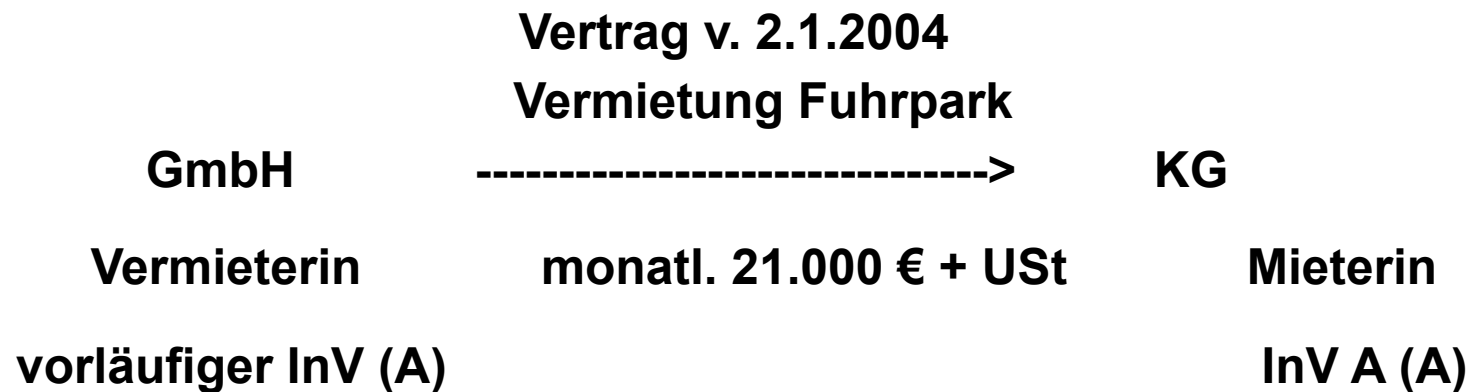 Vertrag v. 2.1.2004
Vermietung Fuhrpark
GmbH -------------------------------> KG
Vermieterin monatl. 21.000 € + USt Mieterin
vorläufiger InV (A) InV A (A)